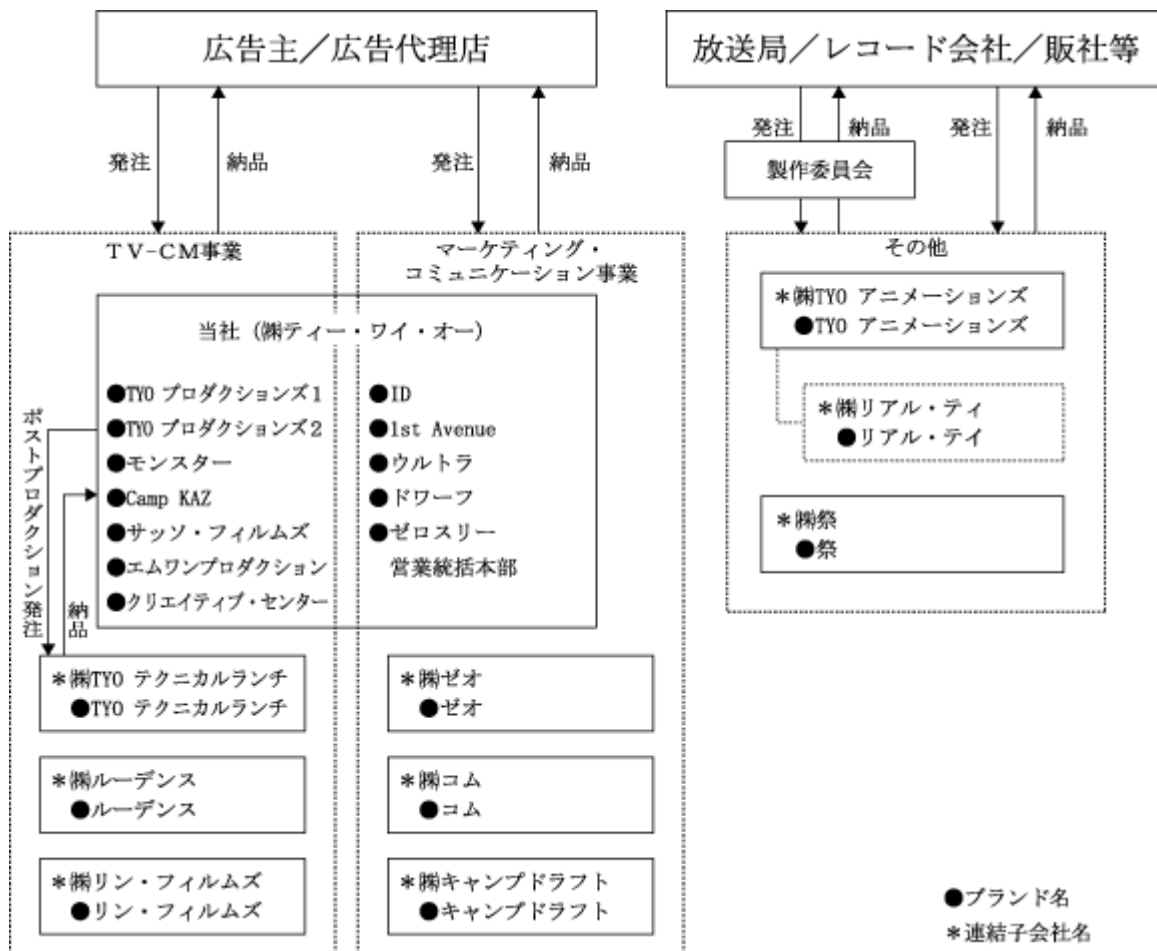 広告主／広告代理店
放送局／レコード会社／販社等
発注
納品
発注
納品
発注
納品
発注
納品
製作委員会
ＴＶ-ＣＭ事業
マーケティング・
コミュニケーション事業
その他
当社（㈱ティー・ワイ・オー）
●TYO プロダクションズ１
●TYO プロダクションズ２
●モンスター
●Camp KAZ
●サッソ・フィルムズ
●エムワンプロダクション
●クリエイティブ・センター
●ID
●1st Avenue
●ウルトラ
●ドワーフ
●ゼロスリー
営業統括本部
ポストプロダクション発注
納品
＊㈱TYO テクニカルランチ
●TYO テクニカルランチ
＊㈱ルーデンス
●ルーデンス
＊㈱リン・フィルムズ
●リン・フィルムズ
＊㈱ゼオ
●ゼオ
＊㈱コム
●コム
＊㈱キャンプドラフト
●キャンプドラフト
＊㈱TYO アニメーションズ
●TYO アニメーションズ
＊㈱リアル・ティ
●リアル・テイ
＊㈱祭
●祭
●ブランド名
＊連結子会社名